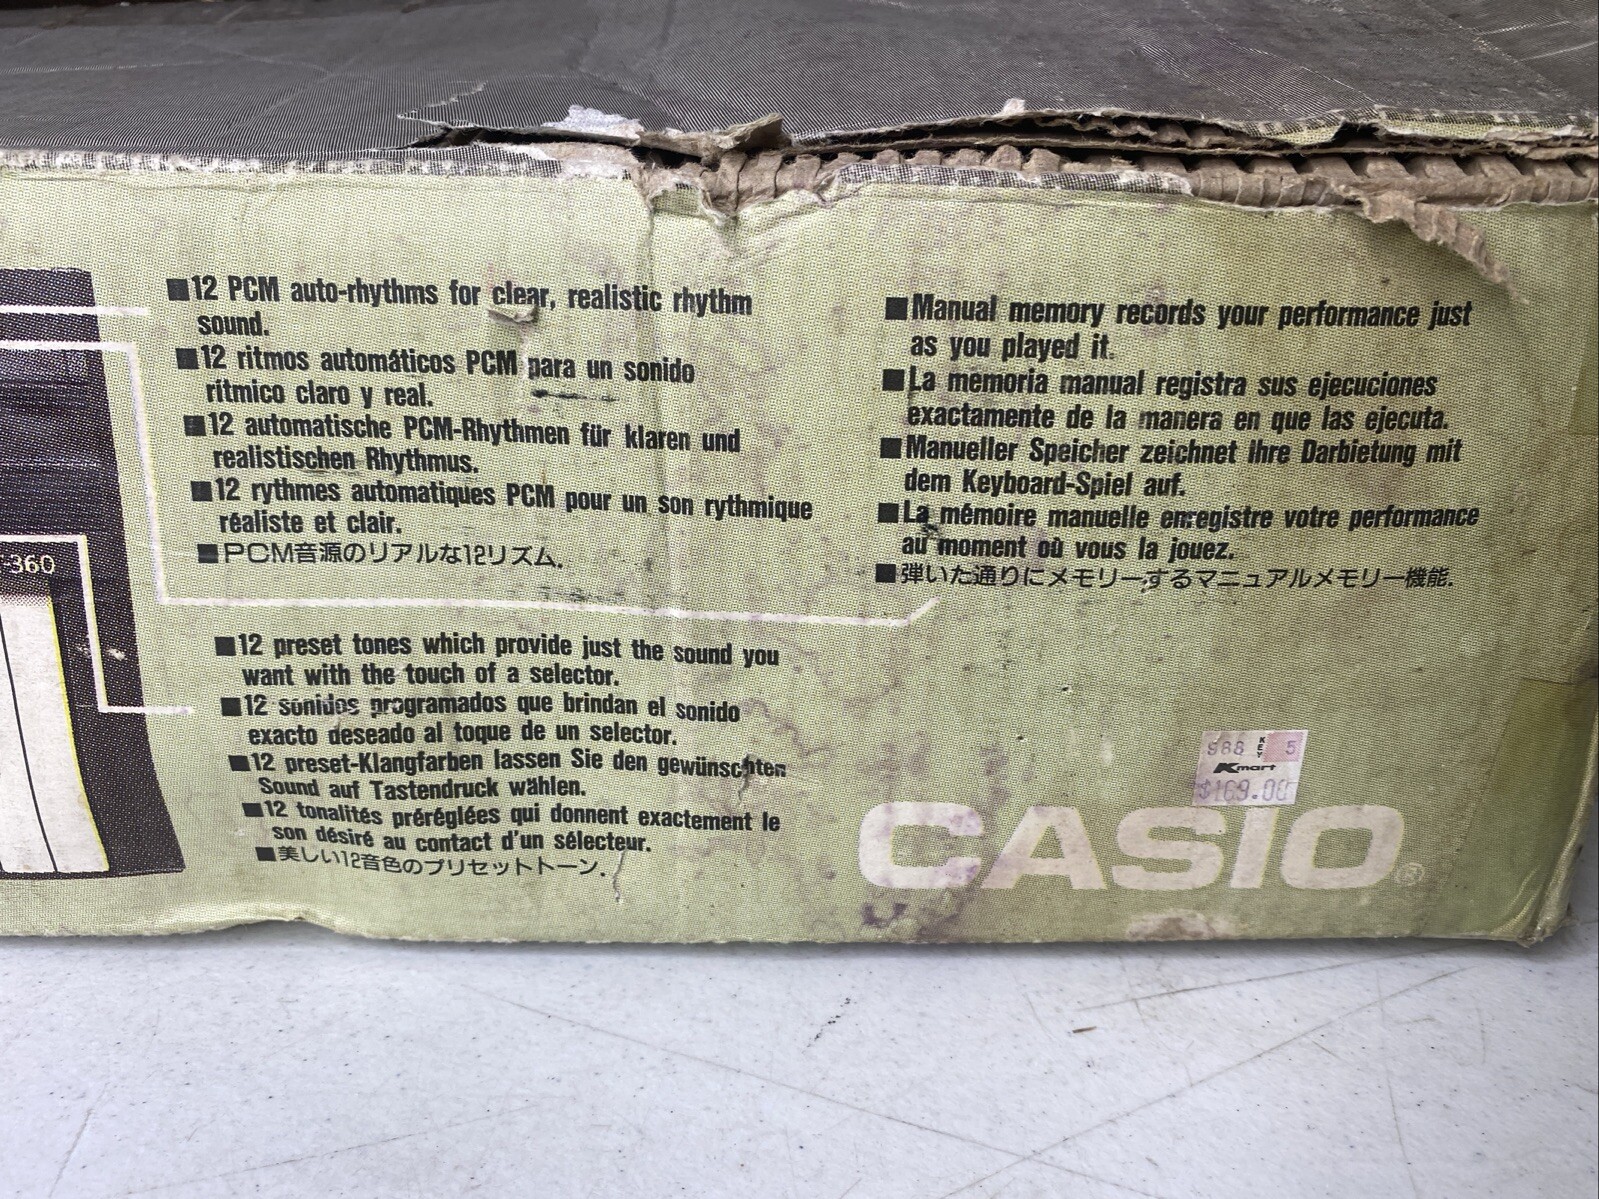 -360
■12 PCM auto-rhythms for clear, realistic rhythm
sound.
■12 ritmos automáticos PCM para un sonido
rítmico claro y real.
■12 automatische PCM-Rhythmen für klaren und
realistischen Rhythmus.
■12 rythmes automatiques PCM pour un son rythmique
réaliste et clair.
■PCM音源のリアルな12リズム.
■12 preset tones which provide just the sound you
want with the touch of a selector.
■12 sonidos programados que brindan el sonido
exacto deseado al toque de un selector.
■12 preset-Klangfarben lassen Sie den gewünschten
Sound auf Tastendruck wählen.
■12 tonalités préréglées qui donnent exactement le
son désiré au contact d'un sélecteur.
■美しい12音色のプリセットトーン.
■Manual memory records your performance just
as you played it.
■La memoria manual registra sus ejecuciones
exactamente de la manera en que las ejecuta.
■Manueller Speicher zeichnet Ihre Darbietung mit
dem Keyboard-Spiel auf.
■La mémoire manuelle enregistre votre performance
au moment où vous la jouez.
■弾いた通りにメモリーするマニュアルメモリー機能.
988 KEY 5
Kmart
$169.00
CASIO®